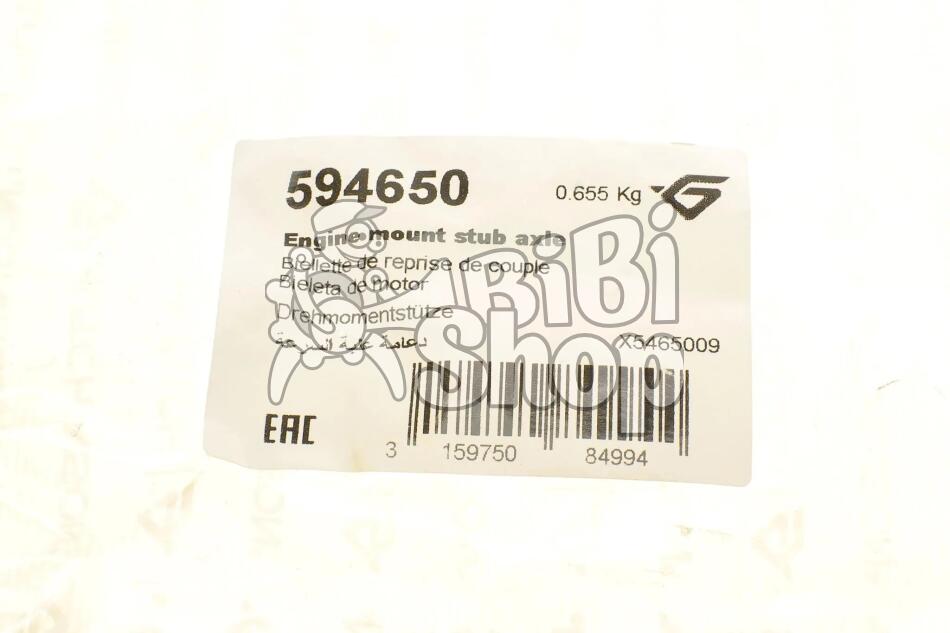 594650
0.655 Kg
Engine mount stub axle
Biellette de reprise de couple
Bieleta de motor
Drehmomentstütze
دعامة علبة السرعة
X5465009
BiBi
Shop
EAC
3 159750 84994